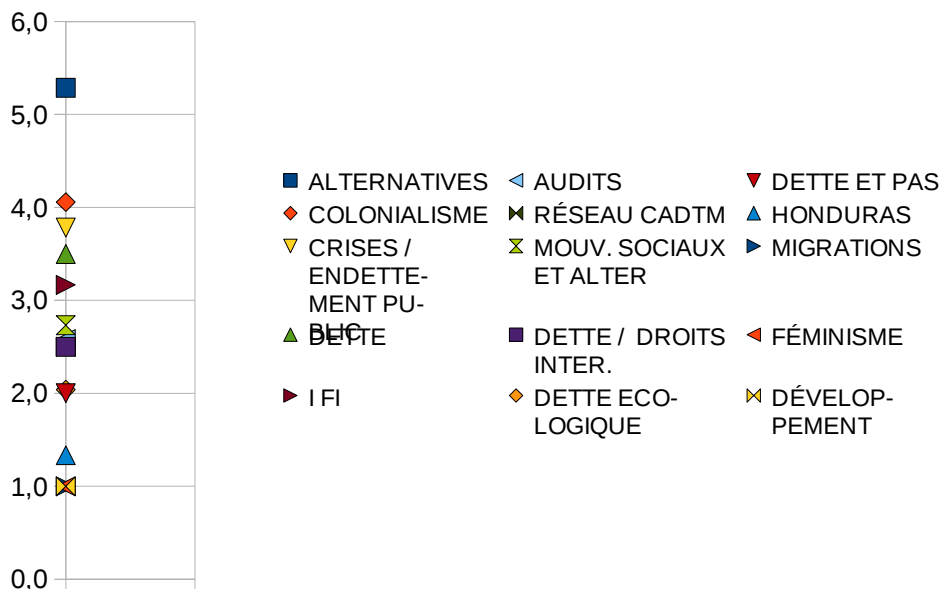 6,0
5,0
4,0
3,0
2,0
1,0
0,0
ALTERNATIVES
COLONIALISME
CRISES /
ENDETTE-
MENT PU-
BLIC
DETTE
I FI
AUDITS
RÉSEAU CADTM
MOUV. SOCIAUX
ET ALTER
DETTE / DROITS
INTER.
DETTE ECO-
LOGIQUE
DETTE ET PAS
HONDURAS
MIGRATIONS
FÉMINISME
DÉVELOP-
PEMENT